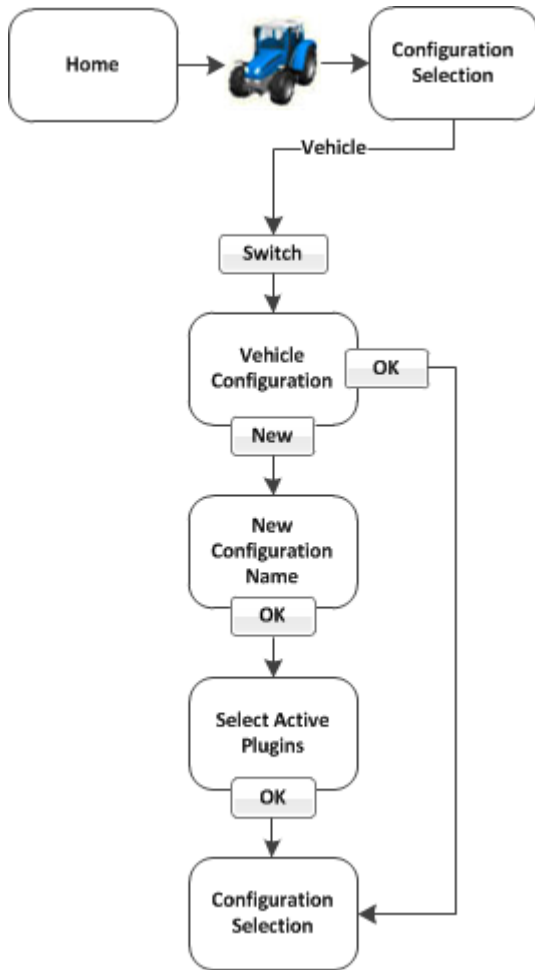 Home
Configuration
Selection
Vehicle
Switch
Vehicle
Configuration
OK
New
New
Configuration
Name
OK
Select Active
Plugins
OK
Configuration
Selection